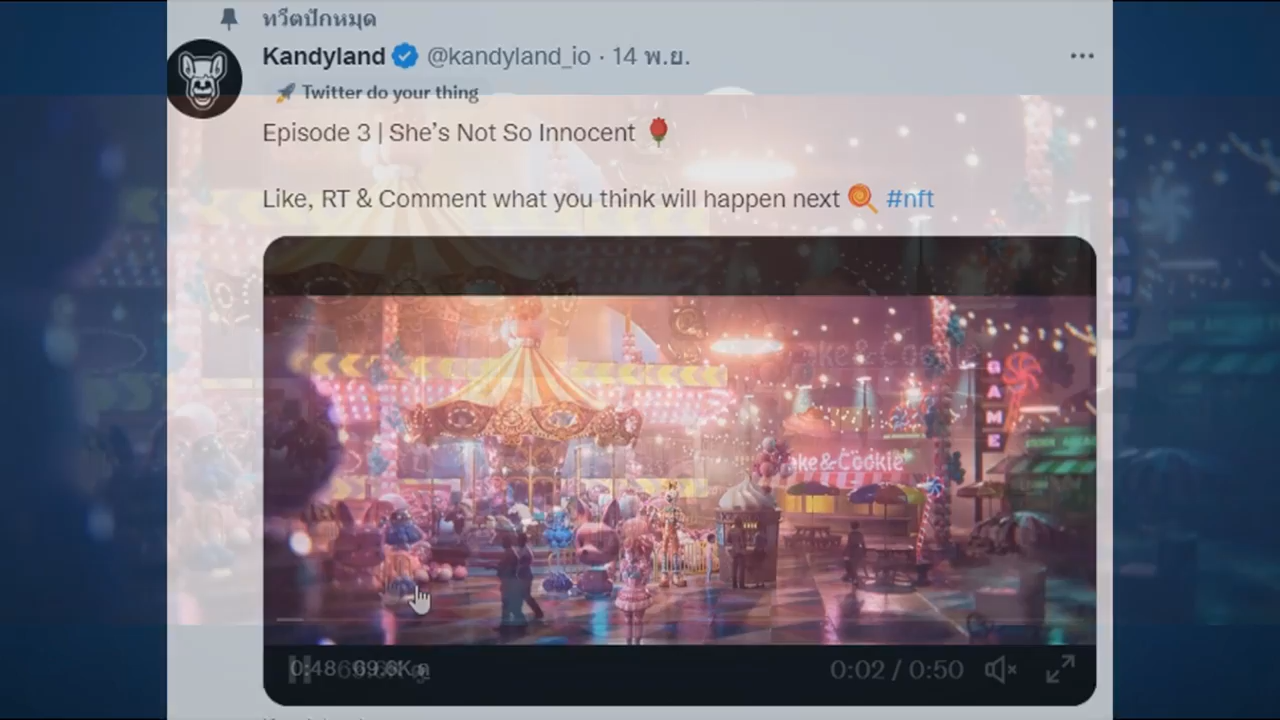 ทวีตปักหมุด
Kandyland @kandyland_io · 14 พ.ย.
Twitter do your thing
Episode 3 | She's Not So Innocent
Like, RT & Comment what you think will happen next #nft
GAME
ake&Cookie
0:02 / 0:50